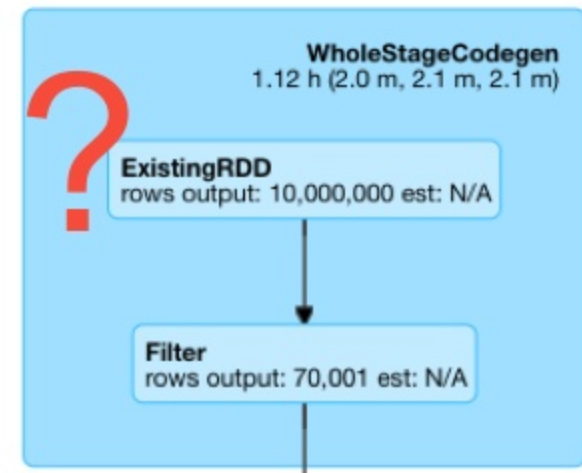 WholeStageCodegen
1.12 h (2.0 m, 2.1 m, 2.1 m)
?
ExistingRDD
rows output: 10,000,000 est: N/A
Filter
rows output: 70,001 est: N/A